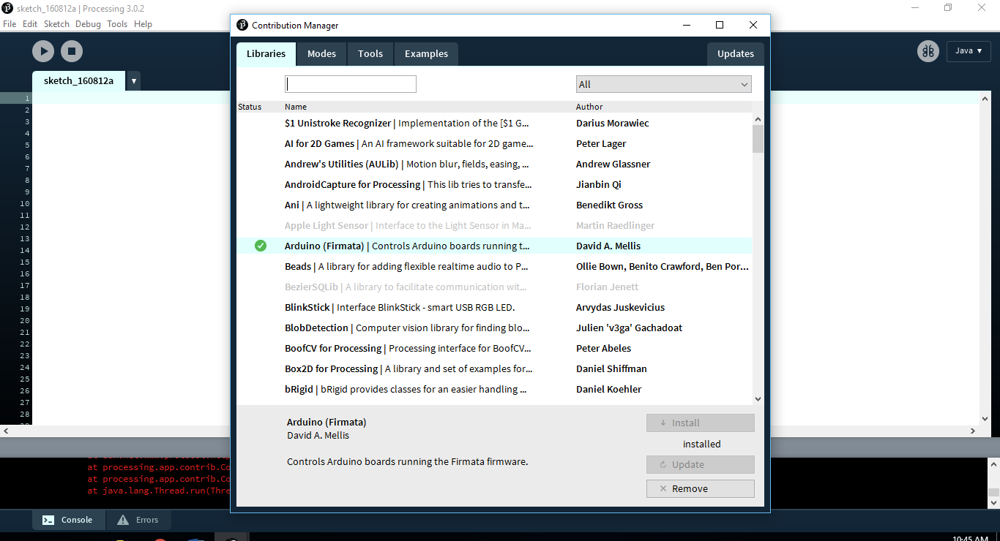 sketch_160812a | Processing 3.0.2
File Edit Sketch Debug Tools Help
Java ▼
sketch_160812a ▼
1
2
3
4
5
6
7
8
9
10
11
12
13
14
15
16
17
18
19
20
21
22
23
24
25
26
27
28
Contribution Manager
Libraries Modes Tools Examples Updates
All
Status Name Author
$1 Unistroke Recognizer | Implementation of the [$1 G... Darius Morawiec
AI for 2D Games | An AI framework suitable for 2D game... Peter Lager
Andrew's Utilities (AULib) | Motion blur, fields, easing, ... Andrew Glassner
AndroidCapture for Processing | This lib tries to transfe... Jianbin Qi
Ani | A lightweight library for creating animations and t... Benedikt Gross
Apple Light Sensor | Interface to the Light Sensor in Ma... Martin Raedlinger
Arduino (Firmata) | Controls Arduino boards running t... David A. Mellis
Beads | A library for adding flexible realtime audio to P... Ollie Bown, Benito Crawford, Ben Por...
BezierSQLib | A library to facilitate communication wit... Florian Jenett
BlinkStick | Interface BlinkStick - smart USB RGB LED. Arvydas Juskevicius
BlobDetection | Computer vision library for finding blo... Julien 'v3ga' Gachadoat
BoofCV for Processing | Processing interface for BoofCV... Peter Abeles
Box2D for Processing | A library and set of examples for... Daniel Shiffman
bRigid | bRigid provides classes for an easier handling ... Daniel Koehler
Arduino (Firmata)
David A. Mellis
Controls Arduino boards running the Firmata firmware.
Install
installed
Update
Remove
at processing.app.contrib.Co
at processing.app.contrib.Co
at java.lang.Thread.run(Thre
Console Errors
10:45 AM